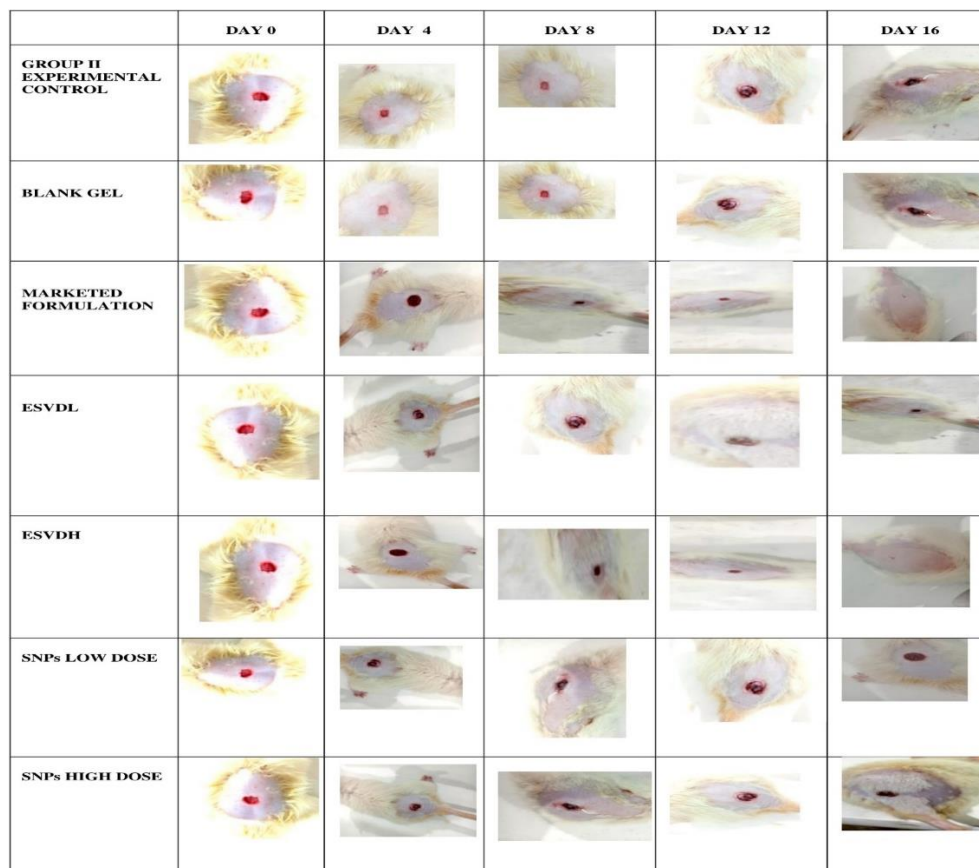 DAY 0 DAY 4 DAY 8 DAY 12 DAY 16
GROUP II
EXPERIMENTAL
CONTROL
BLANK GEL
MARKETED
FORMULATION
ESVDL
ESVDH
SNPs LOW DOSE
SNPs HIGH DOSE